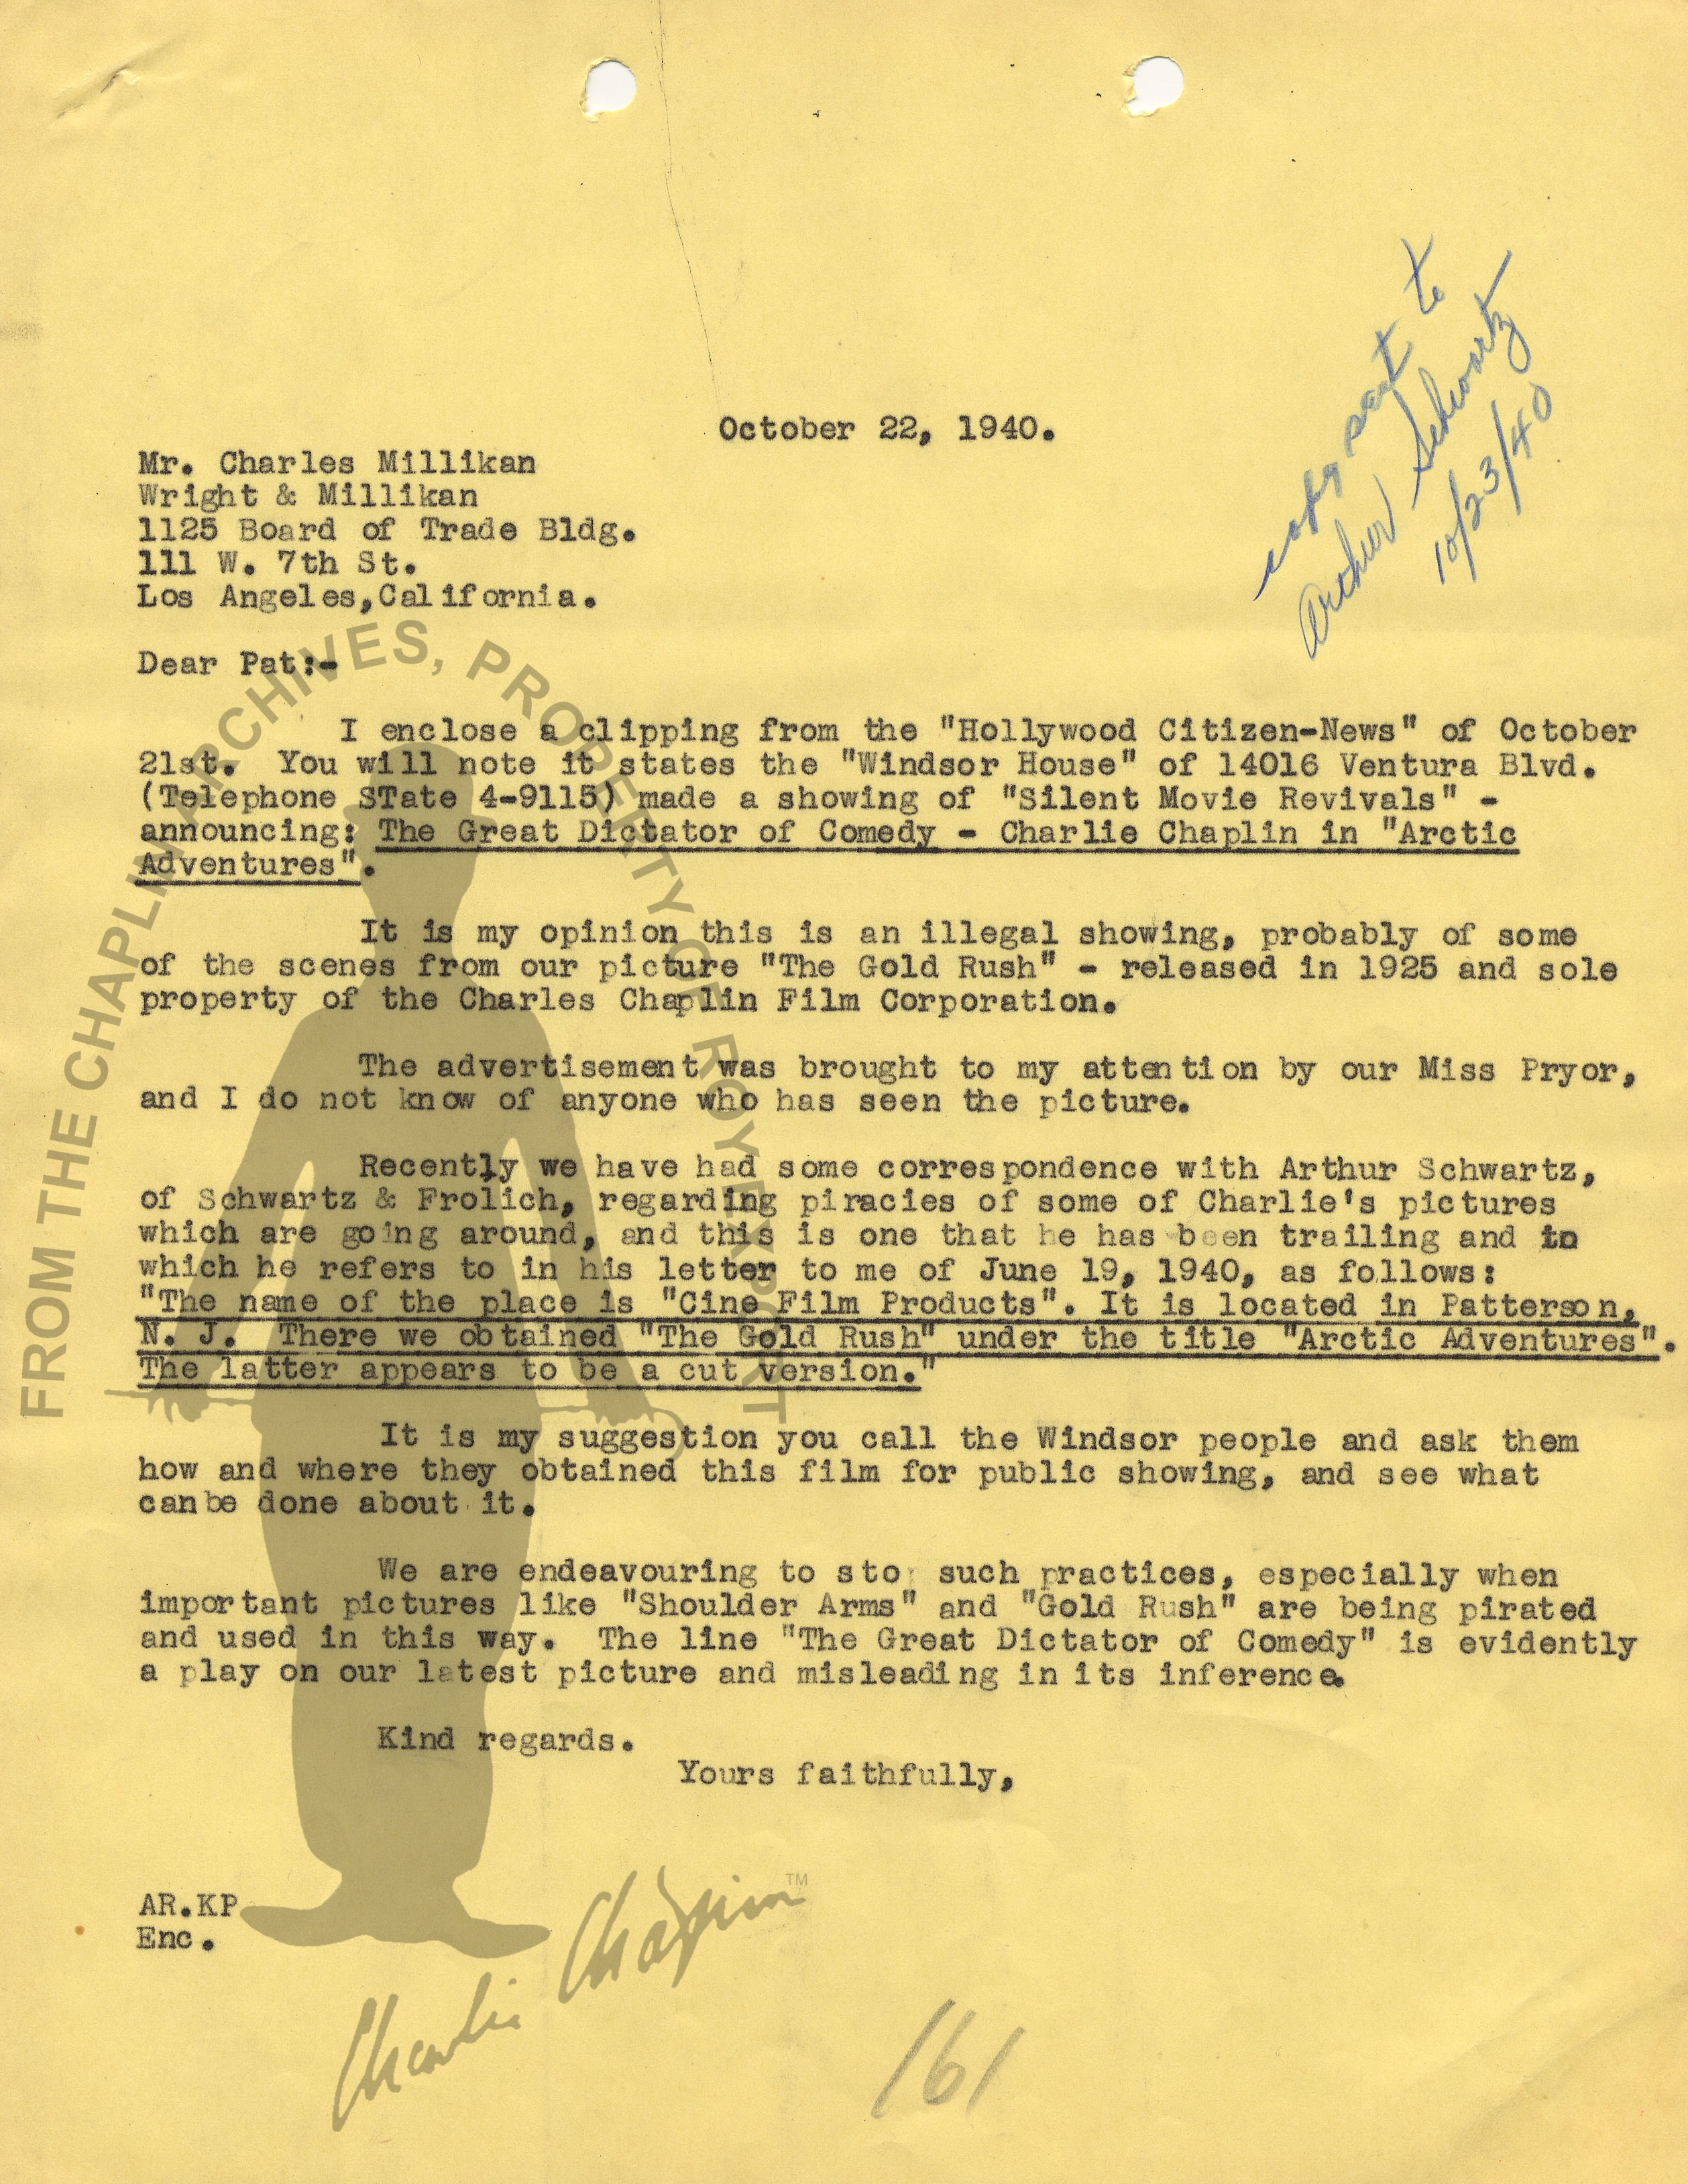 copy sent to
Arthur Schwartz
10/23/40
October 22, 1940.
Mr. Charles Millikan
Wright & Millikan
1125 Board of Trade Bldg.
111 W. 7th St.
Los Angeles,California.
Dear Pat:-
I enclose a clipping from the "Hollywood Citizen-News" of October
21st. You will note it states the "Windsor House" of 14016 Ventura Blvd.
(Telephone STate 4-9115) made a showing of "Silent Movie Revivals" -
announcing: The Great Dictator of Comedy - Charlie Chaplin in "Arctic
Adventures".
It is my opinion this is an illegal showing, probably of some
of the scenes from our picture "The Gold Rush" - released in 1925 and sole
property of the Charles Chaplin Film Corporation.
The advertisement was brought to my attention by our Miss Pryor,
and I do not know of anyone who has seen the picture.
Recently we have had some correspondence with Arthur Schwartz,
of Schwartz & Frolich, regarding piracies of some of Charlie's pictures
which are going around, and this is one that he has been trailing and to
which he refers to in his letter to me of June 19, 1940, as follows:
"The name of the place is "Cine Film Products". It is located in Patterson,
N. J. There we obtained "The Gold Rush" under the title "Arctic Adventures".
The latter appears to be a cut version."
It is my suggestion you call the Windsor people and ask them
how and where they obtained this film for public showing, and see what
can be done about it.
We are endeavouring to sto such practices, especially when
important pictures like "Shoulder Arms" and "Gold Rush" are being pirated
and used in this way. The line "The Great Dictator of Comedy" is evidently
a play on our latest picture and misleading in its inference.
Kind regards.
Yours faithfully,
AR.KP
Enc.
161
FROM THE CHAPLIN ARCHIVES, PROPERTY OF ROY EXPORT
Charlie Chaplin TM